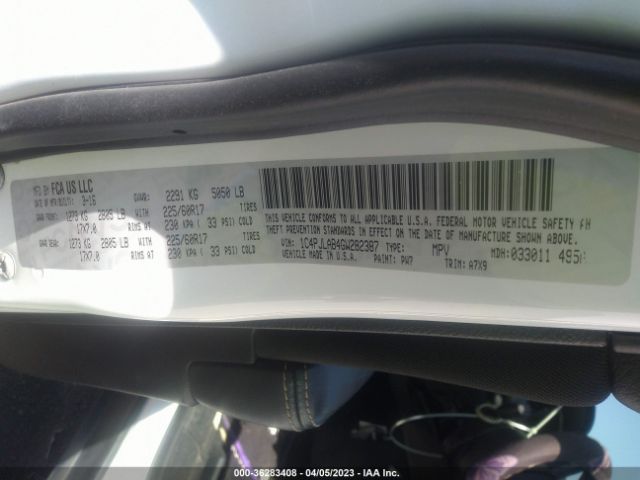 MFD BY FCA US LLC
DATE OF MFR 3-16 GVWR: 2291 KG 5050 LB
GAWR FRONT: 1273 KG 2805 LB WITH 225/60R17 TIRES
17X7.0 RIMS AT 230 KPA ( 33 PSI) COLD
GAWR REAR: 1273 KG 2805 LB WITH 225/60R17 TIRES
17X7.0 RIMS AT 230 KPA ( 33 PSI) COLD
THIS VEHICLE CONFORMS TO ALL APPLICABLE U.S.A. FEDERAL MOTOR VEHICLE SAFETY AND
THEFT PREVENTION STANDARDS IN EFFECT ON THE DATE OF MANUFACTURE SHOWN ABOVE.
VIN: 1C4PJLAB4GW282387 TYPE: MPV MDH: 033011 495
VEHICLE MADE IN U.S.A. PAINT: PW7 TRIM: A7X9
000-36283408 - 04/05/2023 - IAA Inc.